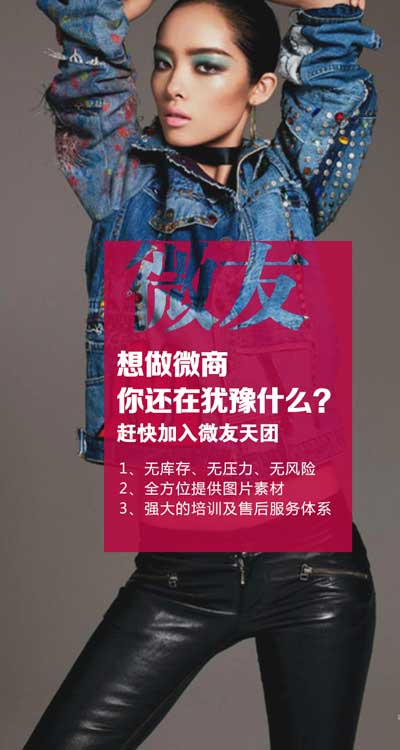 微友
想做微商
你还在犹豫什么？
赶快加入微友天团
1、无库存、无压力、无风险
2、全方位提供图片素材
3、强大的培训及售后服务体系